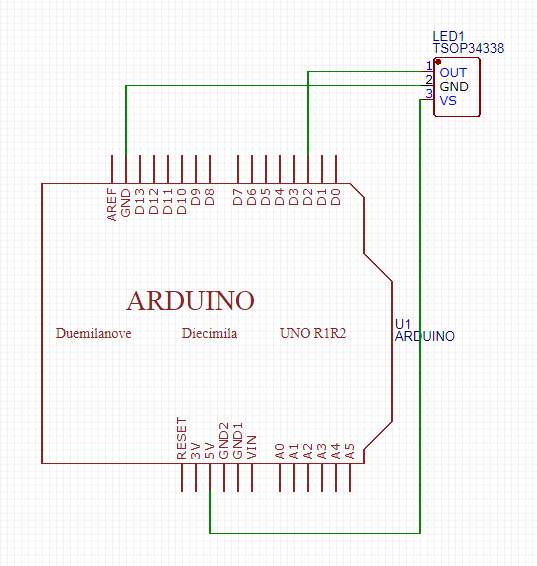 LED1
TSOP34338
1 OUT
2 GND
3 VS
AREF
GND
D13
D12
D11
D10
D9
D8
D7
D6
D5
D4
D3
D2
D1
D0
ARDUINO
Duemilanove Diecimila UNO R1R2
U1
ARDUINO
RESET
3V
5V
GND2
GND1
VIN
A0
A1
A2
A3
A4
A5